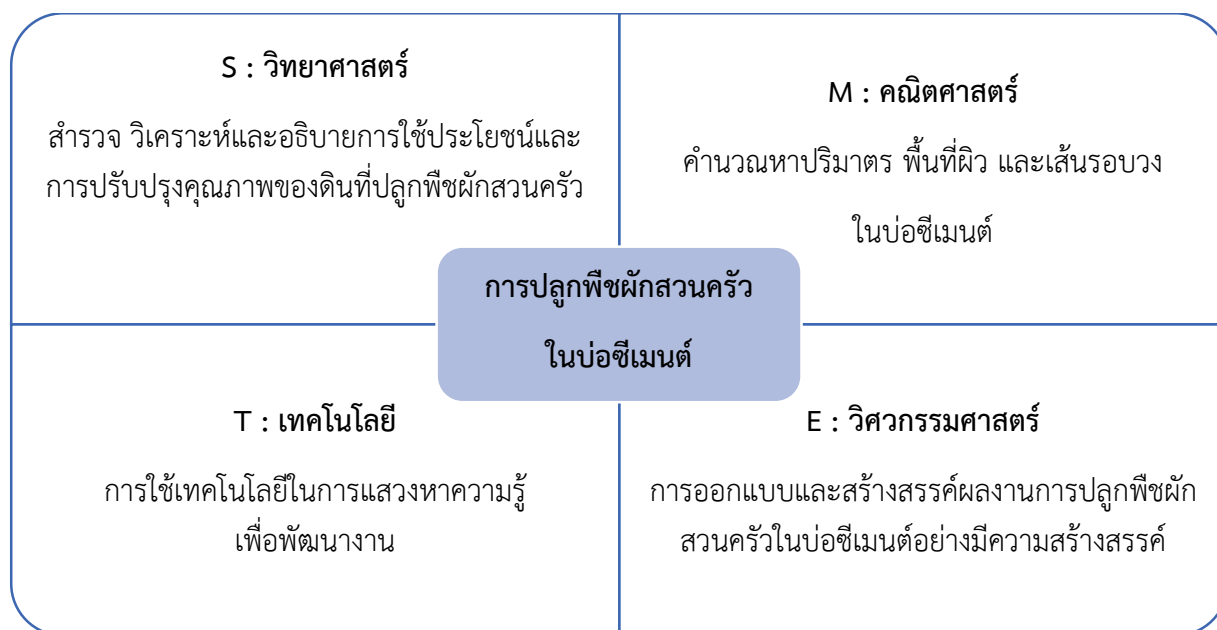 S : วิทยาศาสตร์
สำรวจ วิเคราะห์และอธิบายการใช้ประโยชน์และ
การปรับปรุงคุณภาพของดินที่ปลูกพืชผักสวนครัว
M : คณิตศาสตร์
คำนวณหาปริมาตร พื้นที่ผิว และเส้นรอบวง
ในบ่อซีเมนต์
การปลูกพืชผักสวนครัว
ในบ่อซีเมนต์
T : เทคโนโลยี
การใช้เทคโนโลยีในการแสวงหาความรู้
เพื่อพัฒนางาน
E : วิศวกรรมศาสตร์
การออกแบบและสร้างสรรค์ผลงานการปลูกพืชผัก
สวนครัวในบ่อซีเมนต์อย่างมีความสร้างสรรค์